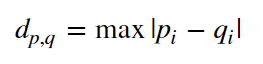 d_{p,q} = max |p_i − q_i|